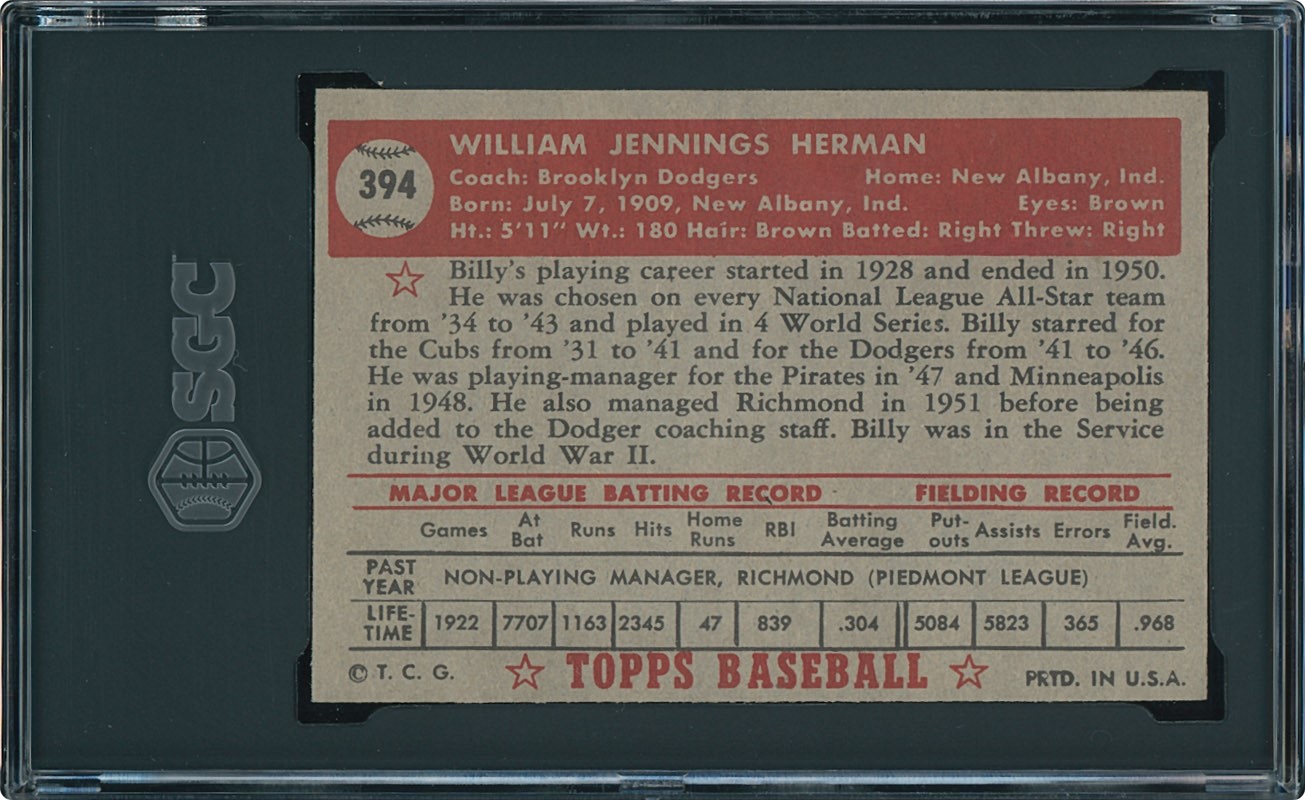 SGC
394
WILLIAM JENNINGS HERMAN
Coach: Brooklyn Dodgers Home: New Albany, Ind.
Born: July 7, 1909, New Albany, Ind. Eyes: Brown
Ht.: 5'11" Wt.: 180 Hair: Brown Batted: Right Threw: Right
Billy's playing career started in 1928 and ended in 1950.
He was chosen on every National League All-Star team
from '34 to '43 and played in 4 World Series. Billy starred for
the Cubs from '31 to '41 and for the Dodgers from '41 to '46.
He was playing-manager for the Pirates in '47 and Minneapolis
in 1948. He also managed Richmond in 1951 before being
added to the Dodger coaching staff. Billy was in the Service
during World War II.
MAJOR LEAGUE BATTING RECORD FIELDING RECORD
Games At Bat Runs Hits Home Runs RBI Batting Average Put-outs Assists Errors Field. Avg.
PAST YEAR NON-PLAYING MANAGER, RICHMOND (PIEDMONT LEAGUE)
LIFE-TIME 1922 7707 1163 2345 47 839 .304 5084 5823 365 .968
© T. C. G. TOPPS BASEBALL PRTD. IN U.S.A.